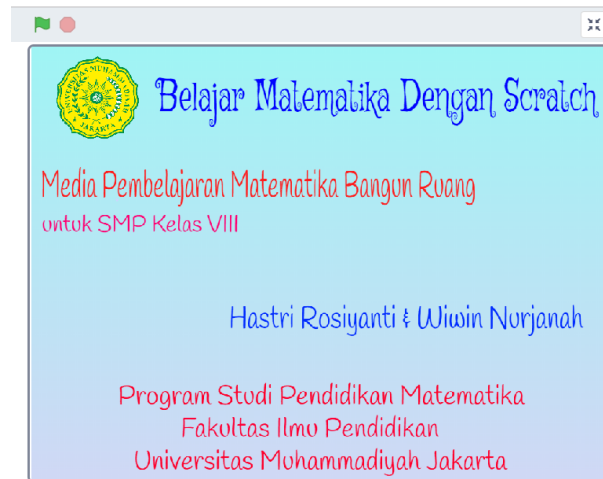 Belajar Matematika Dengan Scratch
Media Pembelajaran Matematika Bangun Ruang
untuk SMP Kelas VIII
Hastri Rosiyanti & Wiwin Nurjanah
Program Studi Pendidikan Matematika
Fakultas Ilmu Pendidikan
Universitas Muhammadiyah Jakarta